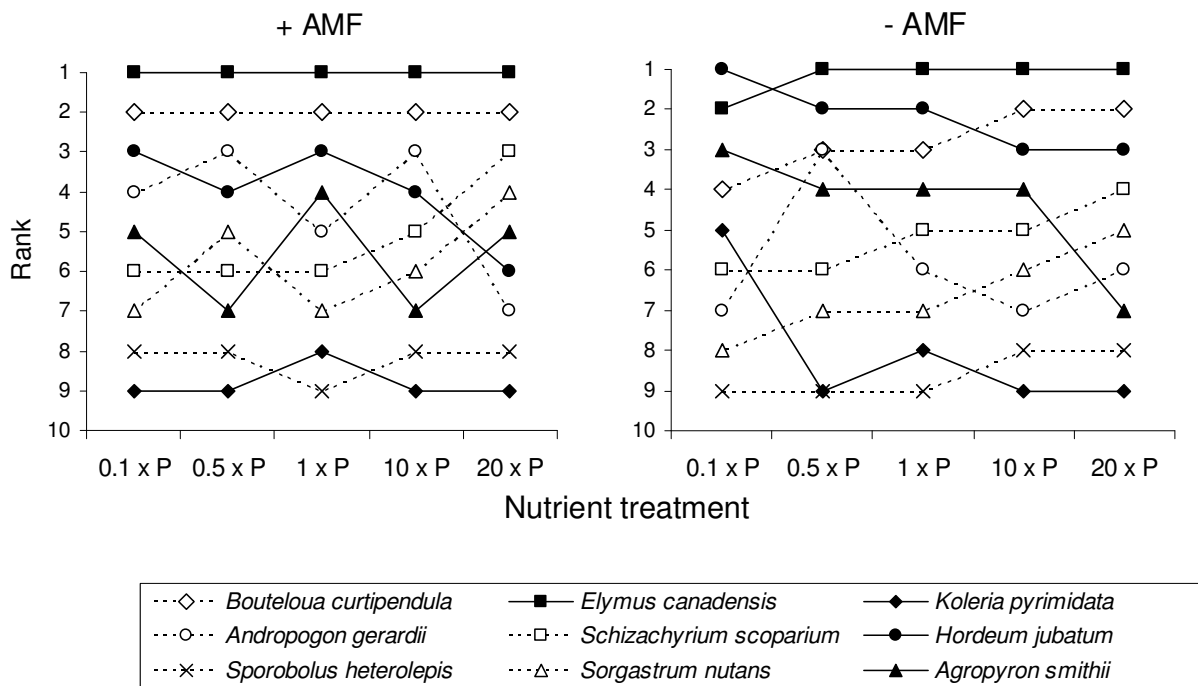 + AMF
- AMF
Rank
1
2
3
4
5
6
7
8
9
10
0.1 x P 0.5 x P 1 x P 10 x P 20 x P
1
2
3
4
5
6
7
8
9
10
0.1 x P 0.5 x P 1 x P 10 x P 20 x P
Nutrient treatment
Bouteloua curtipendula Elymus canadensis Koleria pyrimidata
Andropogon gerardii Schizachyrium scoparium Hordeum jubatum
Sporobolus heterolepis Sorgastrum nutans Agropyron smithii